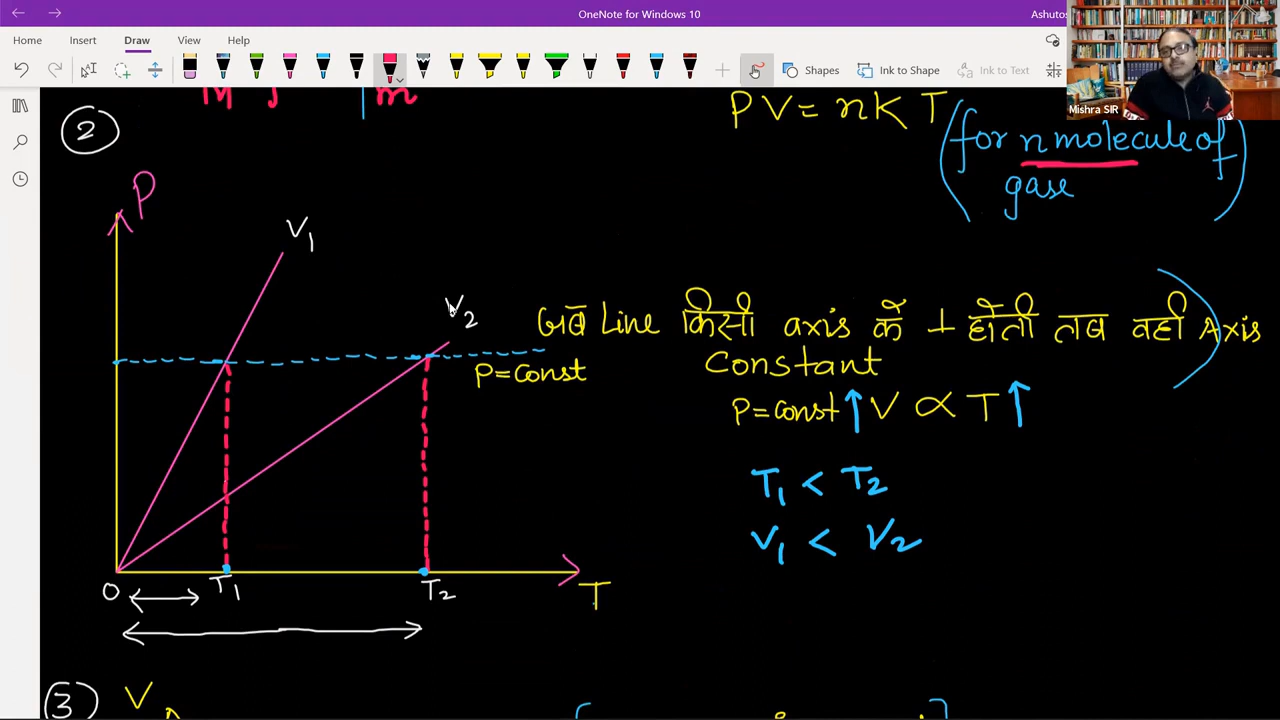 OneNote for Windows 10
Ashutos
Home Insert Draw View Help
Shapes Ink to Shape Ink to Text
Mishra SIR
PV = nKT
(for n molecule of
gase)
2
P
V1
V2
P=const
0 T1 T2 T
जब Line किसी axis के ⊥ होती तब वही Axis
Constant
P=const ↑ V ∝ T ↑
T1 < T2
V1 < V2
3 V